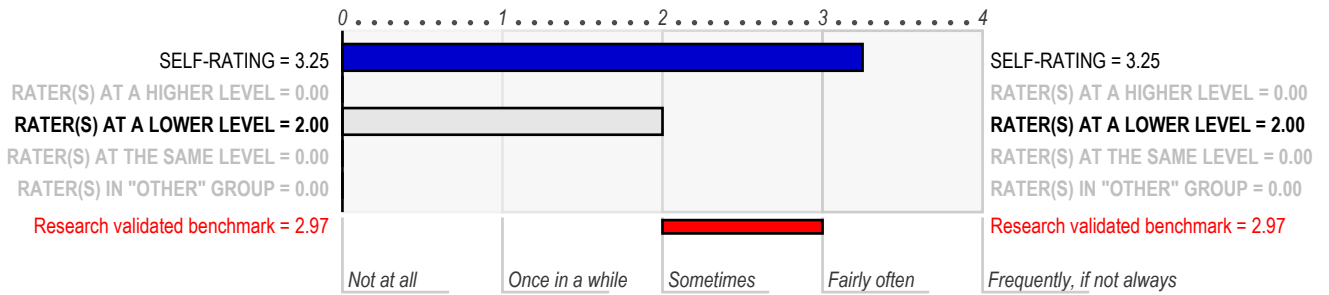 0 1 2 3 4
SELF-RATING = 3.25 SELF-RATING = 3.25
RATER(S) AT A HIGHER LEVEL = 0.00 RATER(S) AT A HIGHER LEVEL = 0.00
RATER(S) AT A LOWER LEVEL = 2.00 RATER(S) AT A LOWER LEVEL = 2.00
RATER(S) AT THE SAME LEVEL = 0.00 RATER(S) AT THE SAME LEVEL = 0.00
RATER(S) IN "OTHER" GROUP = 0.00 RATER(S) IN "OTHER" GROUP = 0.00
Research validated benchmark = 2.97 Research validated benchmark = 2.97
Not at all Once in a while Sometimes Fairly often Frequently, if not always